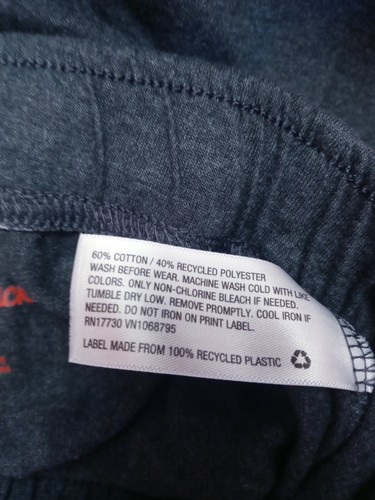 60% COTTON / 40% RECYCLED POLYESTER
WASH BEFORE WEAR. MACHINE WASH COLD WITH LIKE
COLORS. ONLY NON-CHLORINE BLEACH IF NEEDED.
TUMBLE DRY LOW. REMOVE PROMPTLY. COOL IRON IF
NEEDED. DO NOT IRON ON PRINT LABEL.
RN17730 VN1068795
LABEL MADE FROM 100% RECYCLED PLASTIC